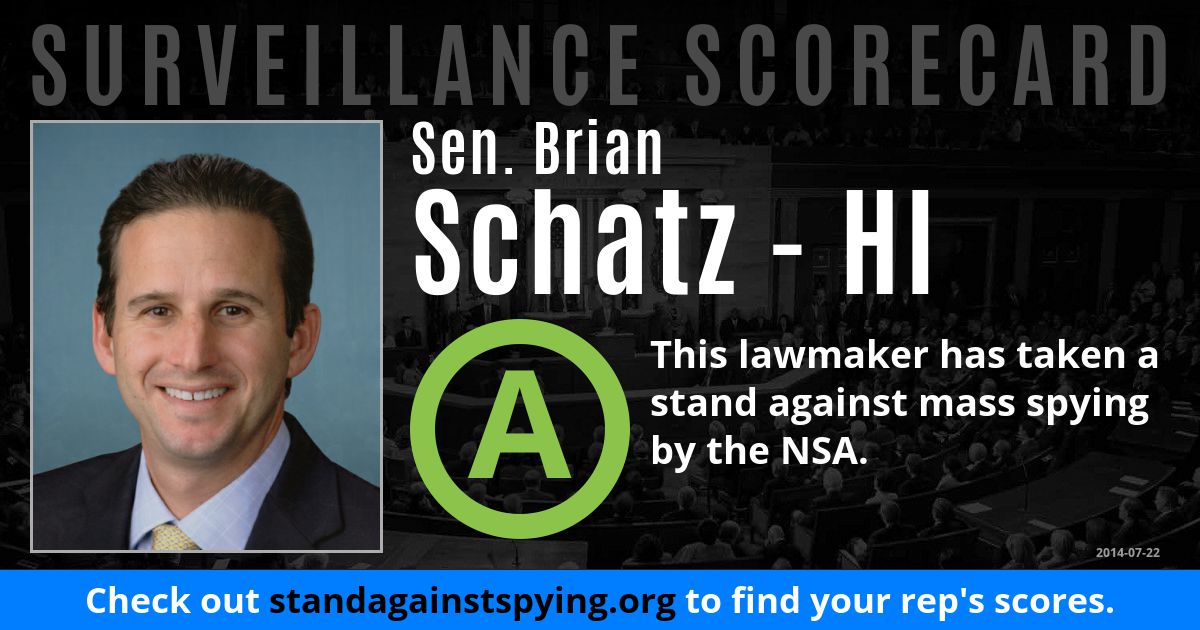 SURVEILLANCE SCORECARD
Sen. Brian
Schatz - HI
A
This lawmaker has taken a
stand against mass spying
by the NSA.
2014-07-22
Check out standagainstspying.org to find your rep's scores.